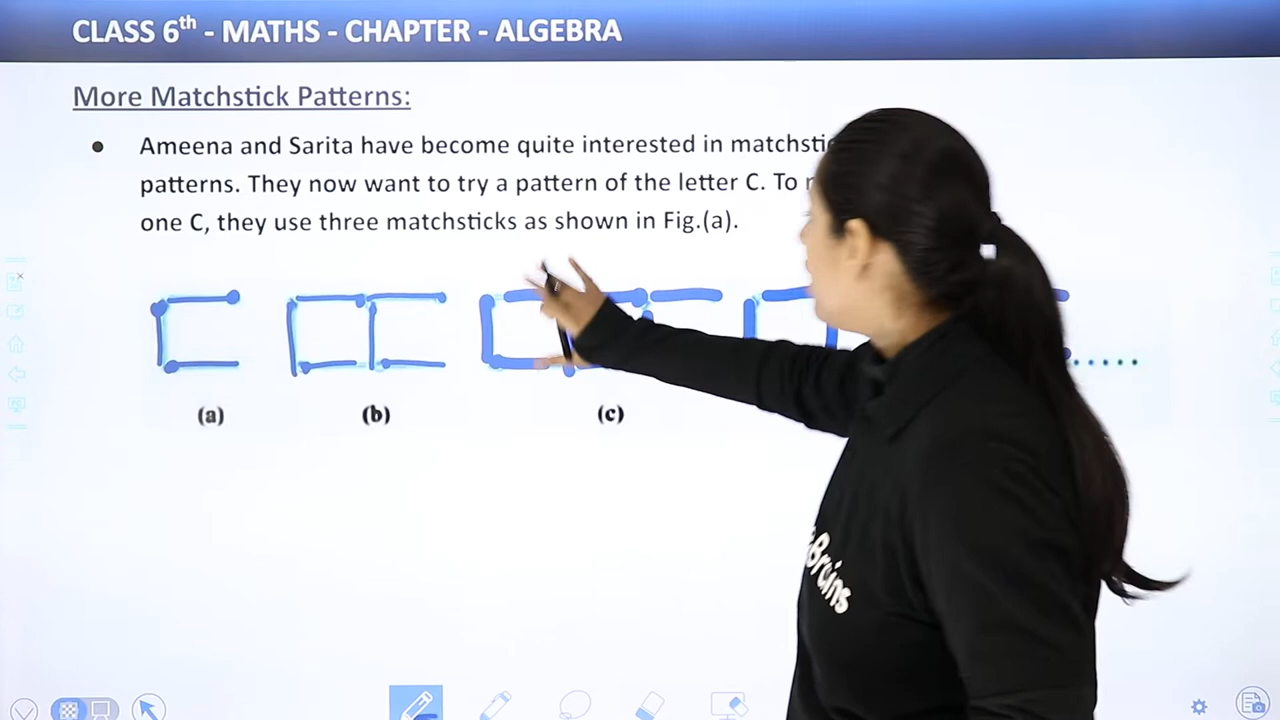 CLASS 6th - MATHS - CHAPTER - ALGEBRA
More Matchstick Patterns:
● Ameena and Sarita have become quite interested in
patterns. They now want to try a pattern of the letter C. To
one C, they use three matchsticks as shown in Fig.(a).
(a) (b) (c)
Brains